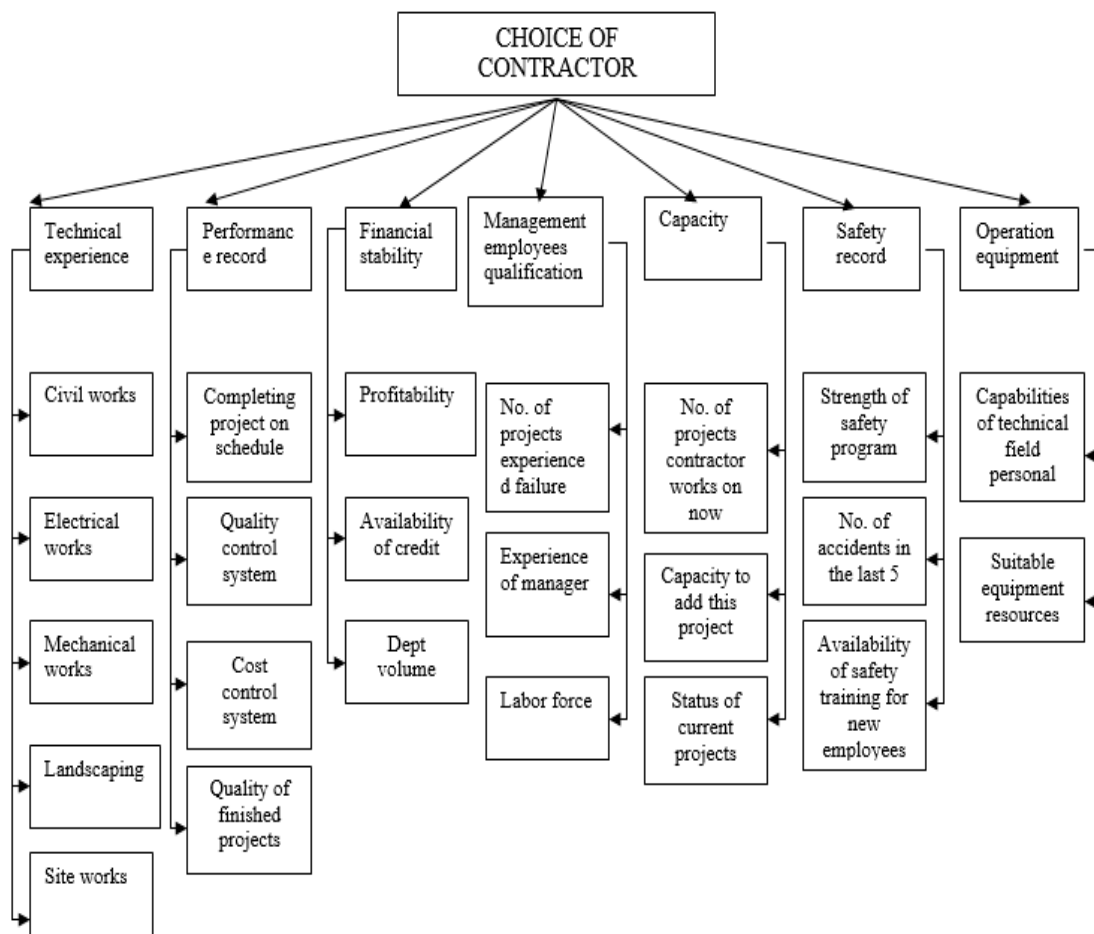 CHOICE OF
CONTRACTOR
Technical
experience
Performanc
e record
Financial
stability
Management
employees
qualification
Capacity
Safety
record
Operation
equipment
Civil works
Electrical
works
Mechanical
works
Landscaping
Site works
Completing
project on
schedule
Quality
control
system
Cost
control
system
Quality of
finished
projects
Profitability
Availability
of credit
Dept
volume
No. of
projects
experience
d failure
Experience
of manager
Labor force
No. of
projects
contractor
works on
now
Capacity to
add this
project
Status of
current
projects
Strength of
safety
program
No. of
accidents in
the last 5
Availability
of safety
training for
new
employees
Capabilities
of technical
field
personal
Suitable
equipment
resources